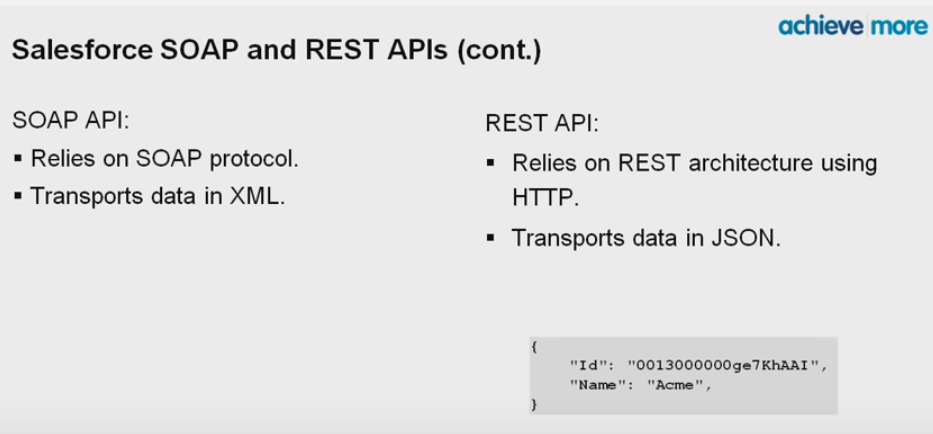 achieve more
Salesforce SOAP and REST APIs (cont.)
SOAP API:
▪ Relies on SOAP protocol.
▪ Transports data in XML.
REST API:
▪ Relies on REST architecture using
HTTP.
▪ Transports data in JSON.
{
"Id": "0013000000ge7KhAAI",
"Name": "Acme",
}